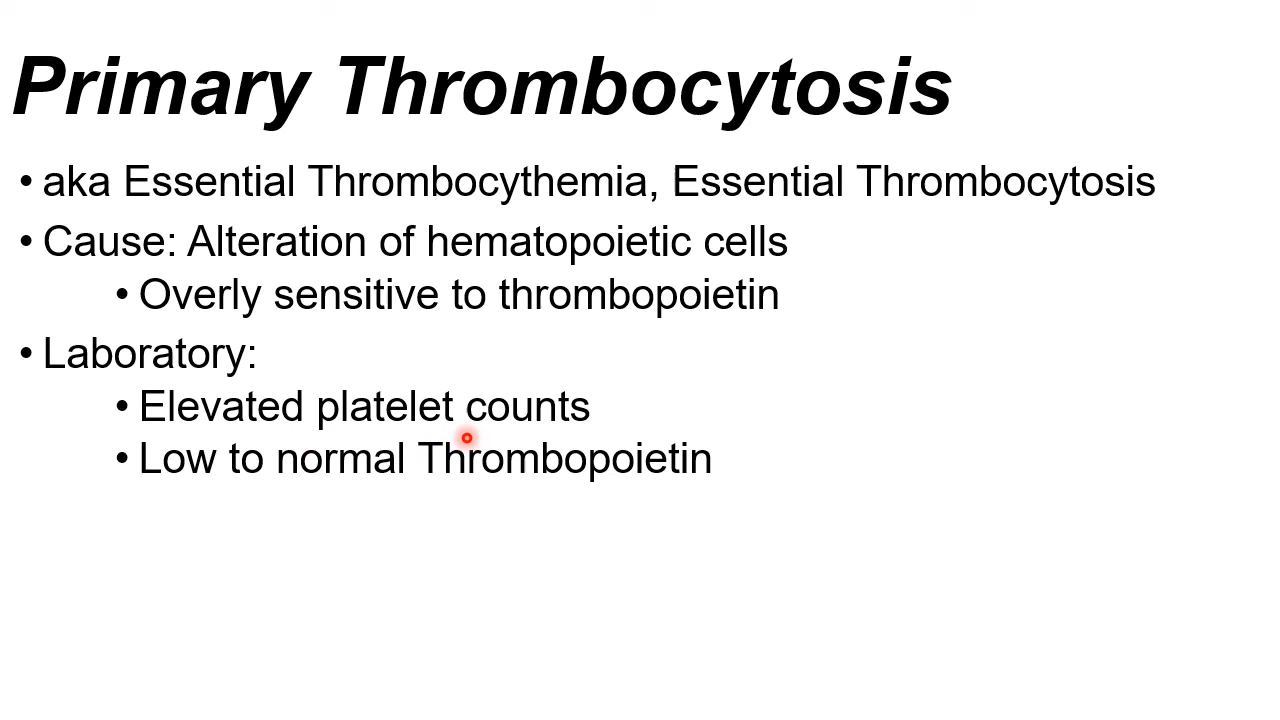 Primary Thrombocytosis
• aka Essential Thrombocythemia, Essential Thrombocytosis
• Cause: Alteration of hematopoietic cells
• Overly sensitive to thrombopoietin
• Laboratory:
• Elevated platelet counts
• Low to normal Thrombopoietin